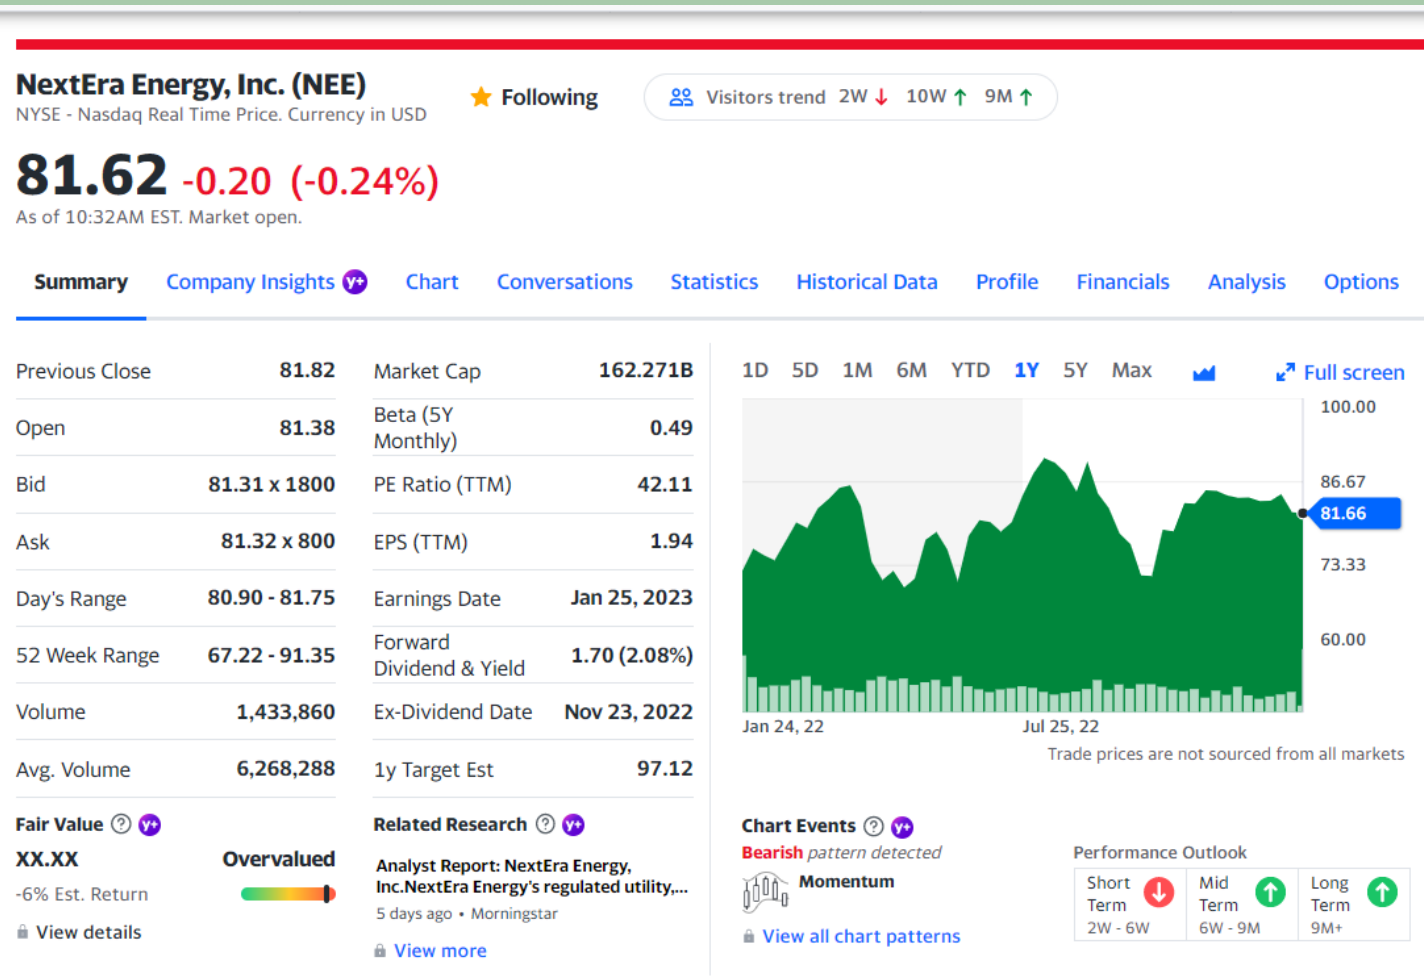 NextEra Energy, Inc. (NEE)
NYSE - Nasdaq Real Time Price. Currency in USD
Following
Visitors trend 2W ↓ 10W ↑ 9M ↑
81.62 -0.20 (-0.24%)
As of 10:32AM EST. Market open.
Summary Company Insights Y+ Chart Conversations Statistics Historical Data Profile Financials Analysis Options
Previous Close 81.82
Open 81.38
Bid 81.31 x 1800
Ask 81.32 x 800
Day's Range 80.90 - 81.75
52 Week Range 67.22 - 91.35
Volume 1,433,860
Avg. Volume 6,268,288
Market Cap 162.271B
Beta (5Y
Monthly) 0.49
PE Ratio (TTM) 42.11
EPS (TTM) 1.94
Earnings Date Jan 25, 2023
Forward
Dividend & Yield 1.70 (2.08%)
Ex-Dividend Date Nov 23, 2022
1y Target Est 97.12
1D 5D 1M 6M YTD 1Y 5Y Max
Full screen
100.00
86.67
81.66
73.33
60.00
Jan 24, 22 Jul 25, 22
Trade prices are not sourced from all markets
Fair Value ? y+
XX.XX Overvalued
-6% Est. Return
View details
Related Research ? y+
Analyst Report: NextEra Energy,
Inc.NextEra Energy's regulated utility,...
5 days ago • Morningstar
View more
Chart Events ? y+
Bearish pattern detected
Momentum
View all chart patterns
Performance Outlook
Short
Term
2W - 6W
Mid
Term
6W - 9M
Long
Term
9M+